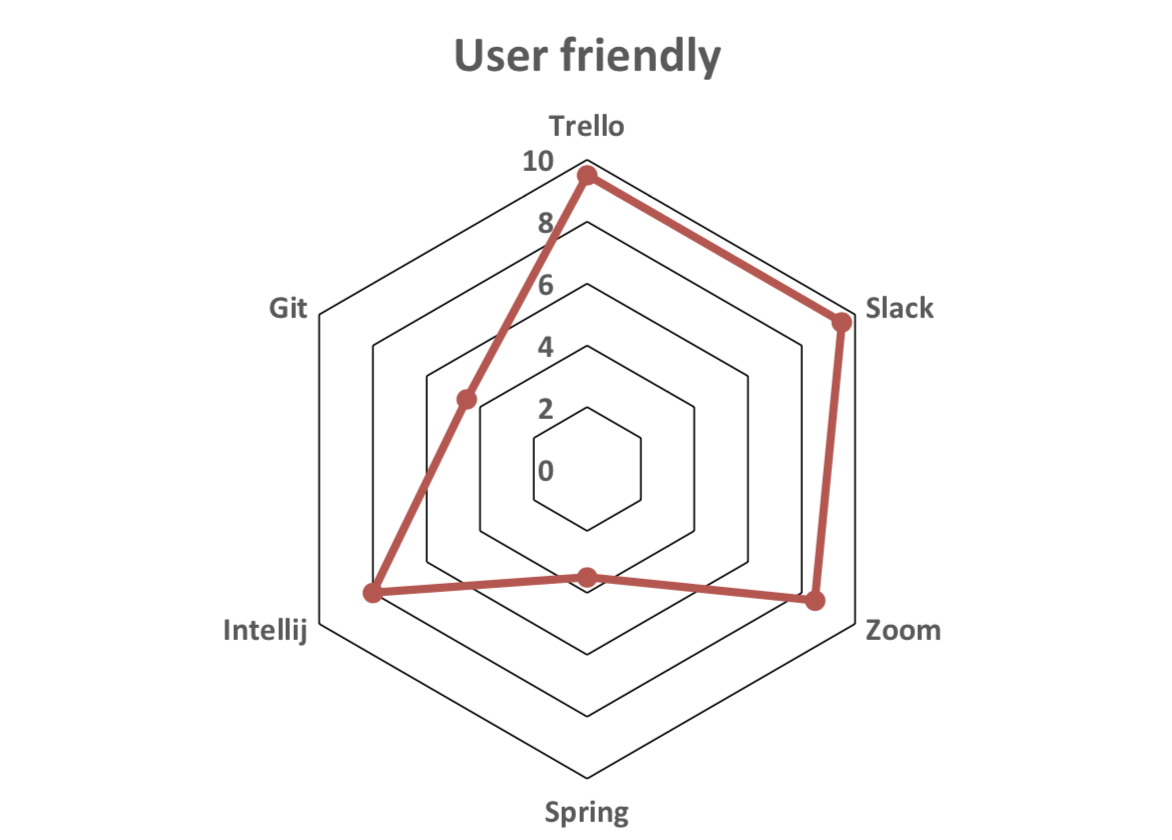 User friendly
Trello
10
8
Git
Slack
6
4
2
0
Intellij
Zoom
Spring